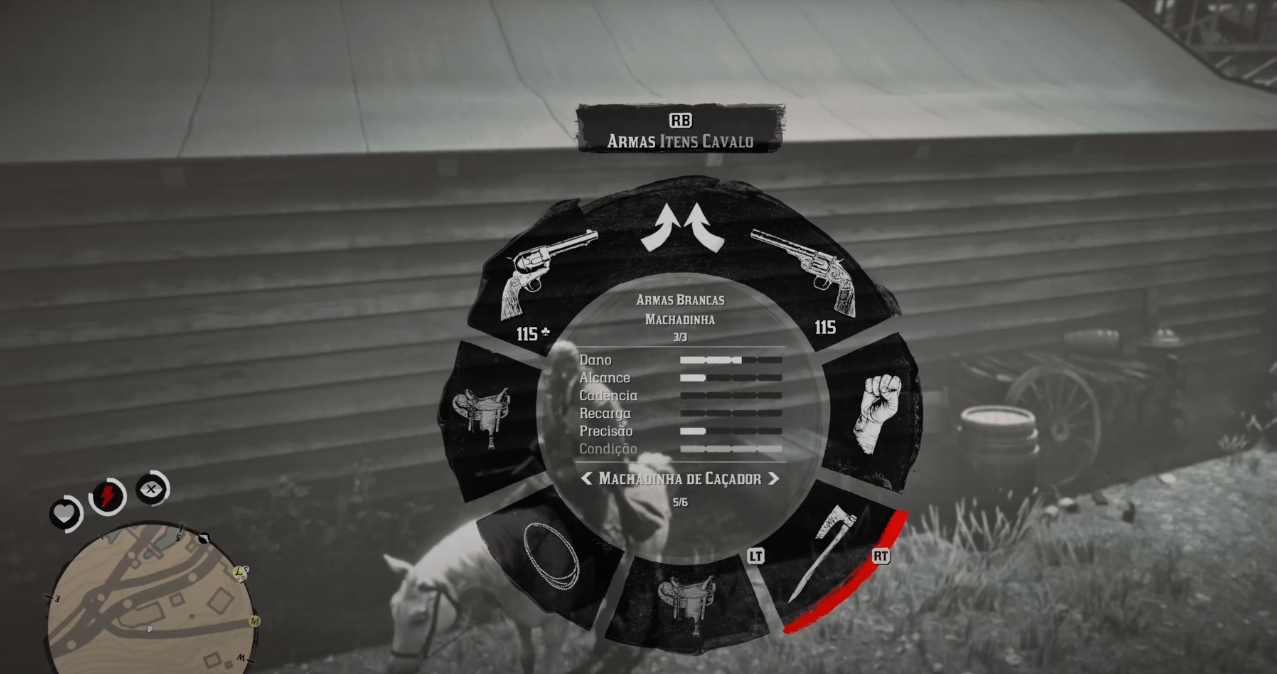 RB
ARMAS ITENS CAVALO
115
115
ARMAS BRANCAS
MACHADINHA
3/3
Dano
Alcance
Cadência
Recarga
Precisão
Condição
MACHADINHA DE CAÇADOR
5/6
LT
RT
S
E
LS
M
W